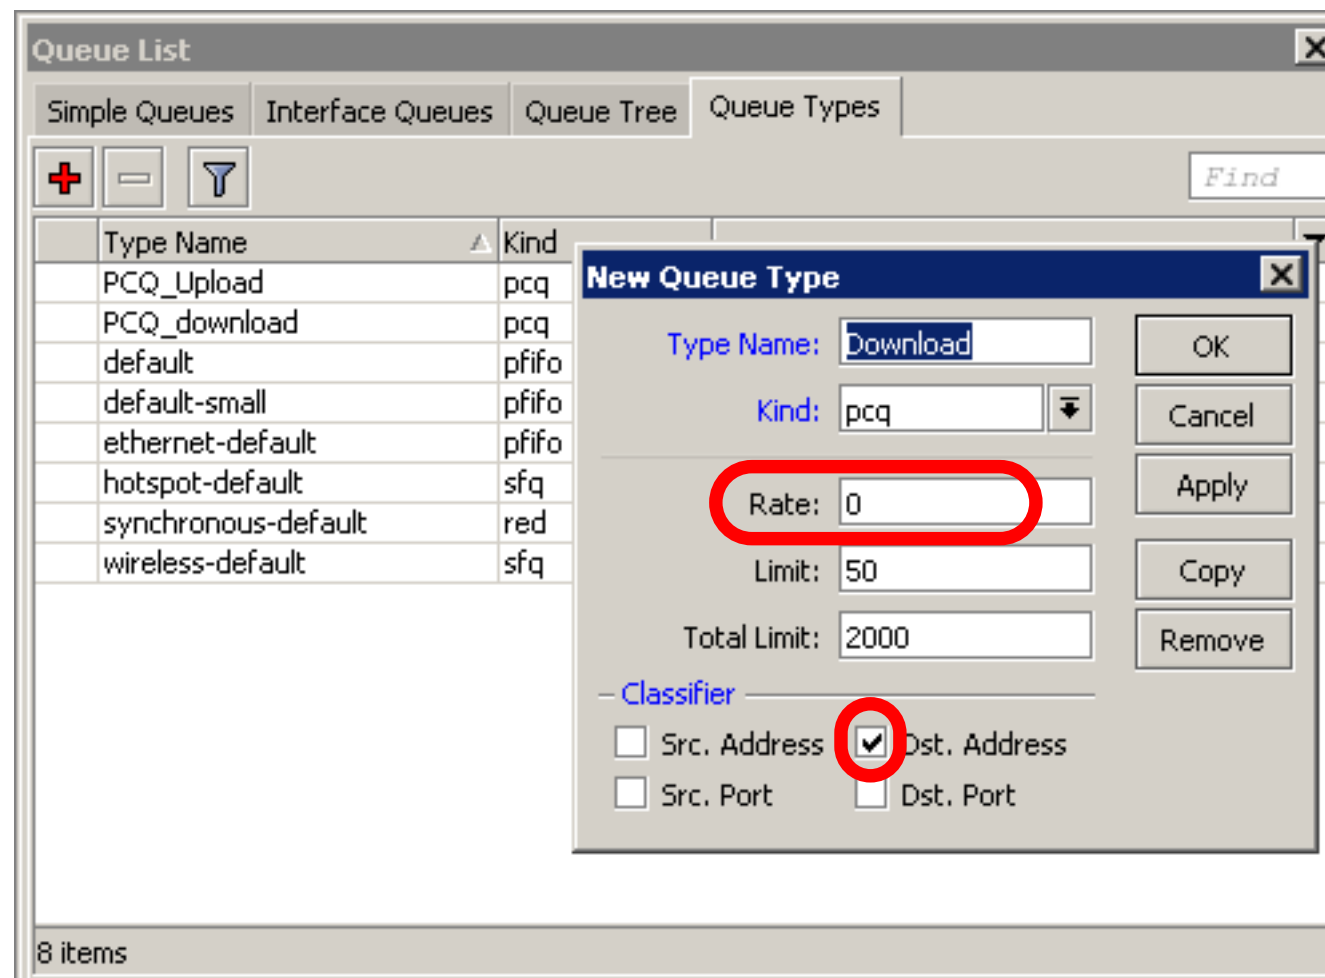 Queue List
Simple Queues Interface Queues Queue Tree Queue Types
Find
Type Name Kind
PCQ_Upload pcq
PCQ_download pcq
default pfifo
default-small pfifo
ethernet-default pfifo
hotspot-default sfq
synchronous-default red
wireless-default sfq
New Queue Type
Type Name: Download OK
Kind: pcq Cancel
Rate: 0 Apply
Limit: 50 Copy
Total Limit: 2000 Remove
Classifier
Src. Address Dst. Address
Src. Port Dst. Port
8 items